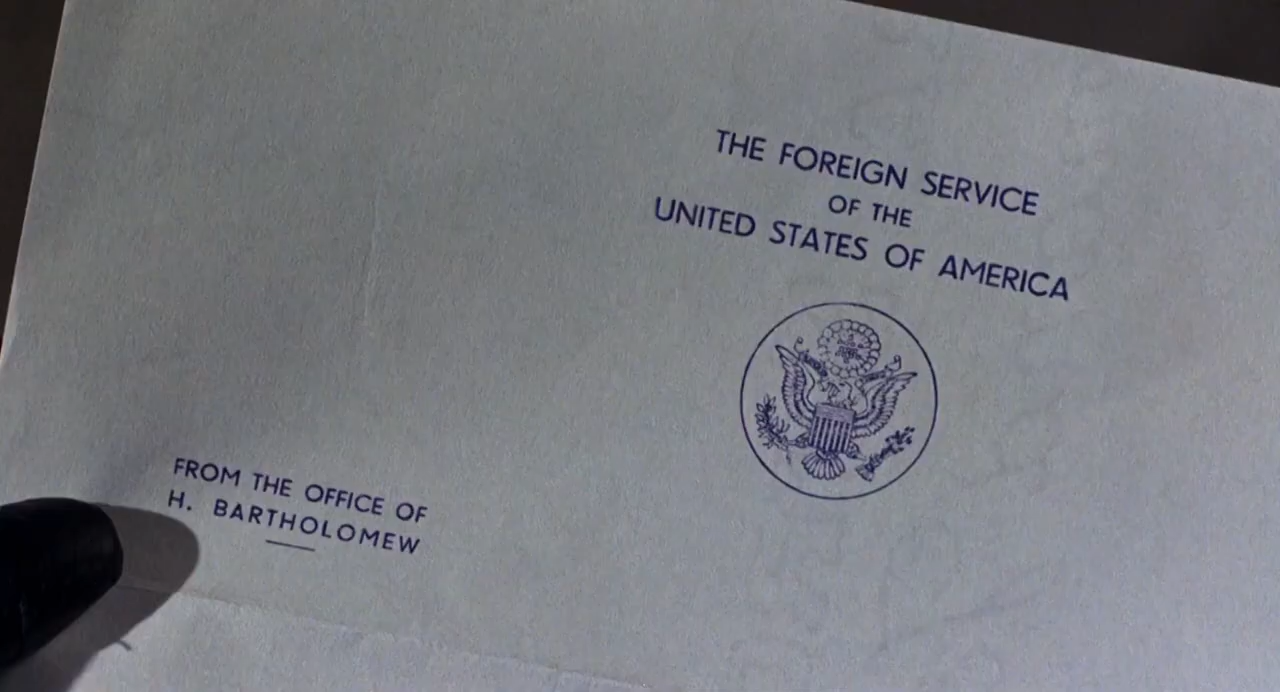 THE FOREIGN SERVICE
OF THE
UNITED STATES OF AMERICA
FROM THE OFFICE OF
H. BARTHOLOMEW